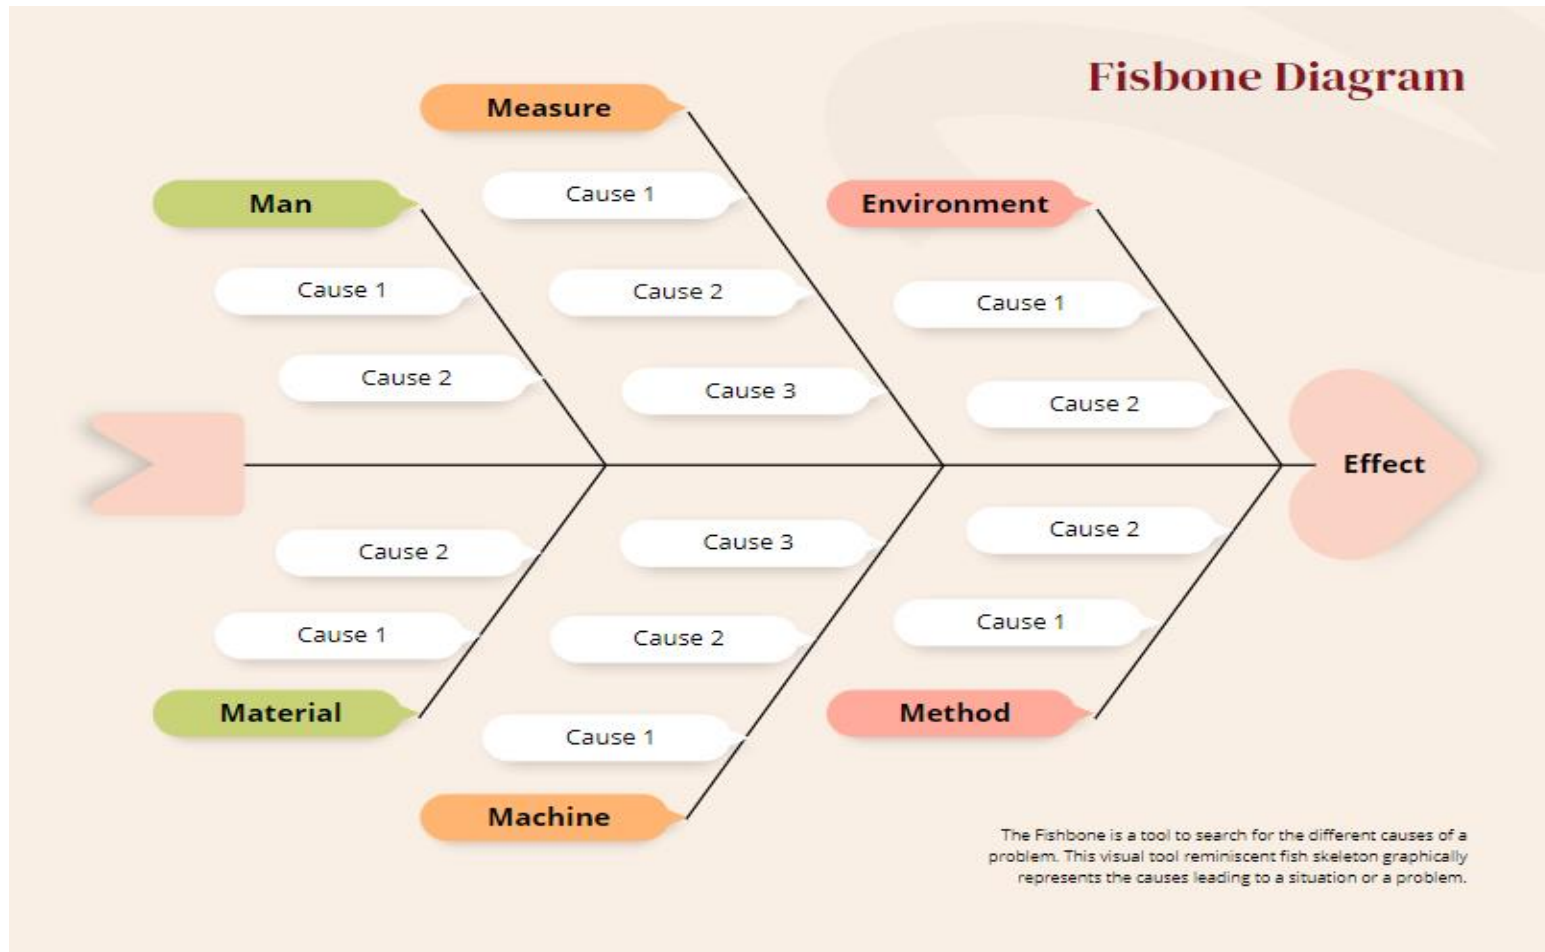 Fisbone Diagram
Measure
Cause 1
Cause 2
Cause 3
Man
Cause 1
Cause 2
Environment
Cause 1
Cause 2
Effect
Cause 2
Cause 1
Material
Cause 3
Cause 2
Cause 1
Machine
Cause 2
Cause 1
Method
The Fishbone is a tool to search for the different causes of a
problem. This visual tool reminiscent fish skeleton graphically
represents the causes leading to a situation or a problem.